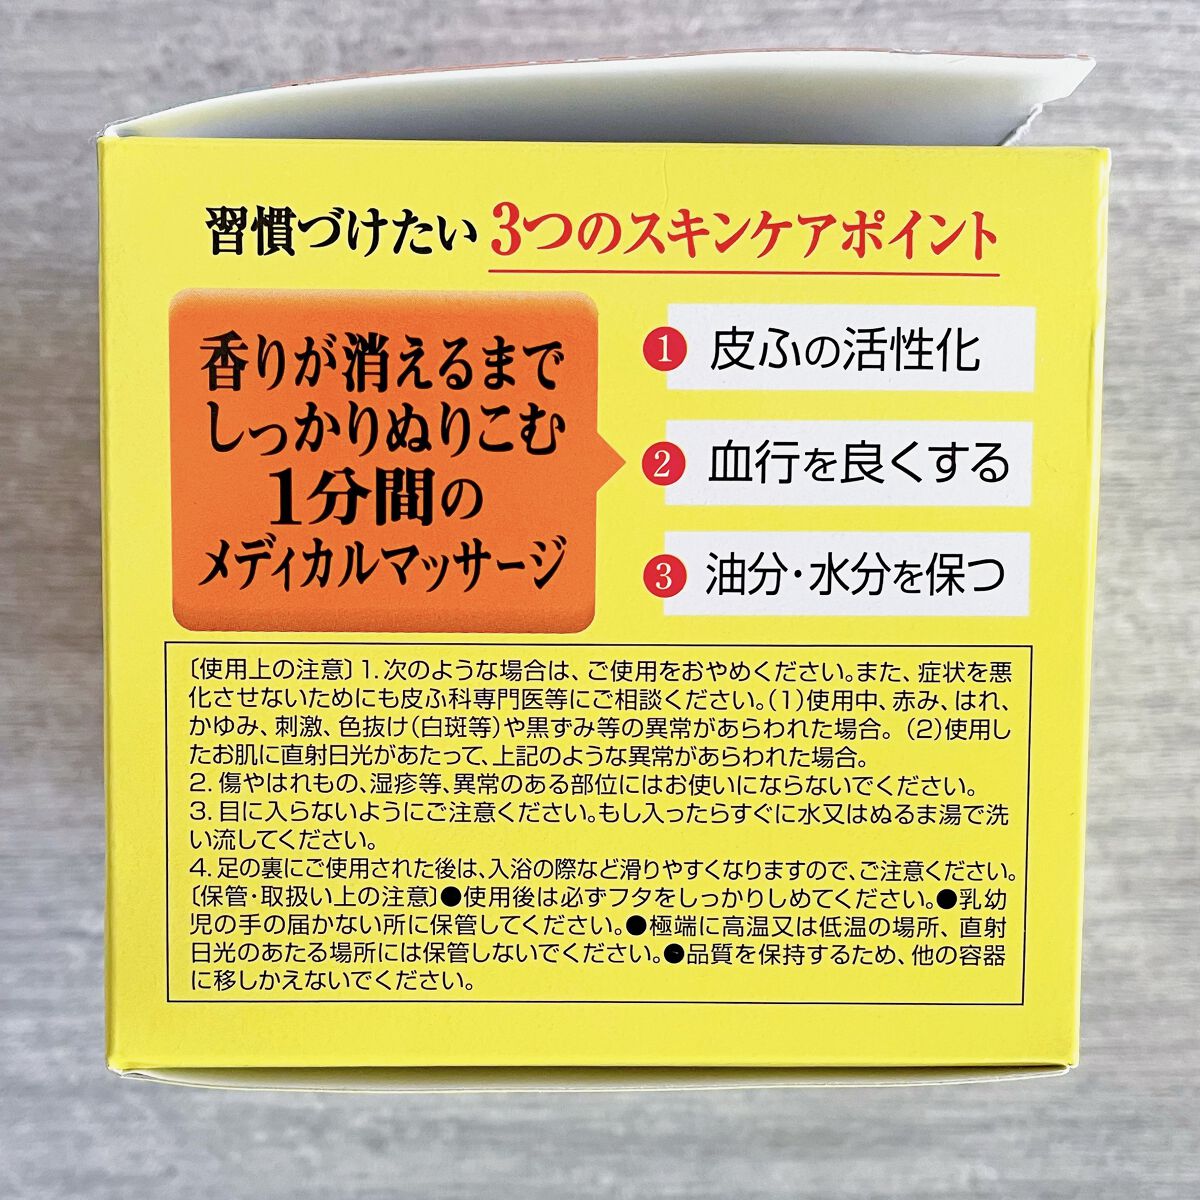 習慣づけたい 3つのスキンケアポイント
香りが消えるまで
しっかりぬりこむ
1分間の
メディカルマッサージ
1 皮ふの活性化
2 血行を良くする
3 油分・水分を保つ
〔使用上の注意〕1.次のような場合は、ご使用をおやめください。また、症状を悪
化させないためにも皮ふ科専門医等にご相談ください。(1)使用中、赤み、はれ、
かゆみ、刺激、色抜け(白斑等)や黒ずみ等の異常があらわれた場合。(2)使用し
たお肌に直射日光があたって、上記のような異常があらわれた場合。
2.傷やはれもの、湿疹等、異常のある部位にはお使いにならないでください。
3.目に入らないようにご注意ください。もし入ったらすぐに水又はぬるま湯で洗
い流してください。
4.足の裏にご使用された後は、入浴の際など滑りやすくなりますので、ご注意ください。
〔保管・取扱い上の注意〕●使用後は必ずフタをしっかりしめてください。●乳幼
児の手の届かない所に保管してください。●極端に高温又は低温の場所、直射
日光のあたる場所には保管しないでください。●品質を保持するため、他の容器
に移しかえないでください。